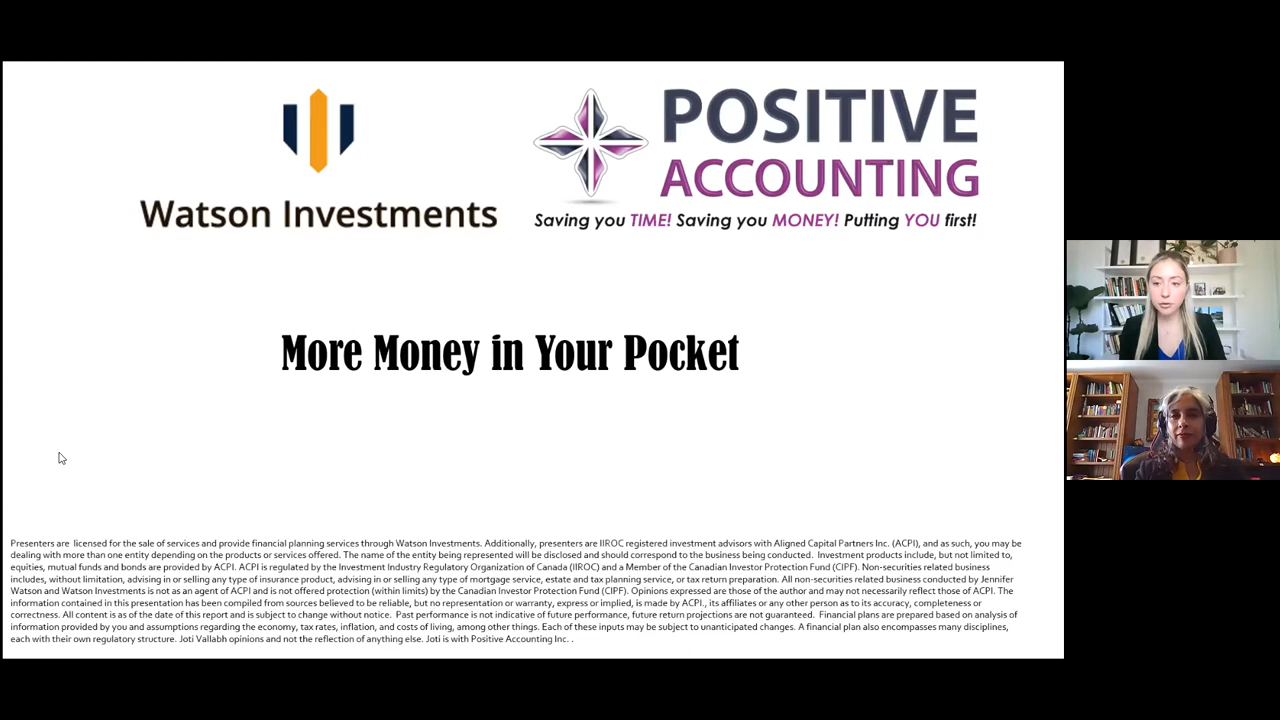 Watson Investments
POSITIVE
ACCOUNTING
Saving you TIME! Saving you MONEY! Putting YOU first!
More Money in Your Pocket
Presenters are licensed for the sale of services and provide financial planning services through Watson Investments. Additionally, presenters are IIROC registered investment advisors with Aligned Capital Partners Inc. (ACPI), and as such, you may be
dealing with more than one entity depending on the products or services offered. The name of the entity being represented will be disclosed and should correspond to the business being conducted. Investment products include, but not limited to,
equities, mutual funds and bonds are provided by ACPI. ACPI is regulated by the Investment Industry Regulatory Organization of Canada (IIROC) and a Member of the Canadian Investor Protection Fund (CIPF). Non-securities related business
includes, without limitation, advising in or selling any type of insurance product, advising in or selling any type of mortgage service, estate and tax planning service, or tax return preparation. All non-securities related business conducted by Jennifer
Watson and Watson Investments is not as an agent of ACPI and is not offered protection (within limits) by the Canadian Investor Protection Fund (CIPF). Opinions expressed are those of the author and may not necessarily reflect those of ACPI. The
information contained in this presentation has been compiled from sources believed to be reliable, but no representation or warranty, express or implied, is made by ACPI., its affiliates or any other person as to its accuracy, completeness or
correctness. All content is as of the date of this report and is subject to change without notice. Past performance is not indicative of future performance, future return projections are not guaranteed. Financial plans are prepared based on analysis of
information provided by you and assumptions regarding the economy, tax rates, inflation, and costs of living, among other things. Each of these inputs may be subject to unanticipated changes. A financial plan also encompasses many disciplines,
each with their own regulatory structure. Joti Vallabh opinions and not the reflection of anything else. Joti is with Positive Accounting Inc. .